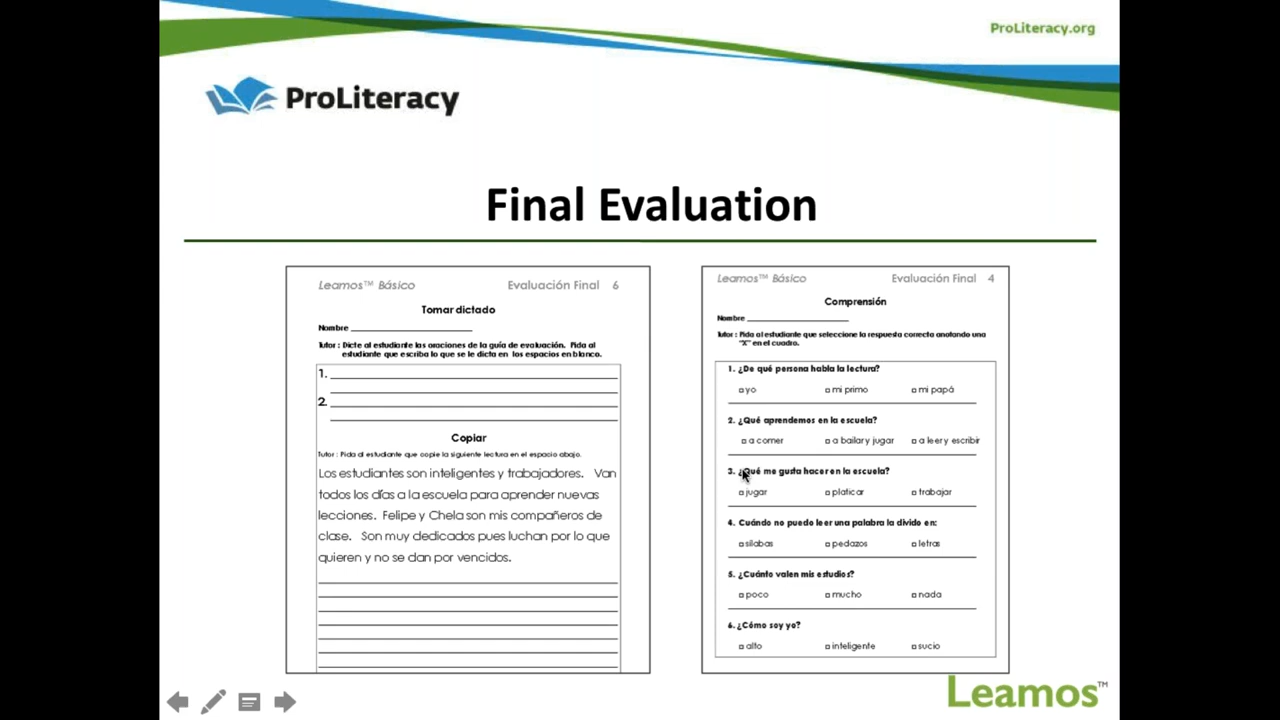 ProLiteracy.org
ProLiteracy
Final Evaluation
Leamos™ Básico Evaluación Final 6
Tomar dictado
Nombre
Tutor : Dicte al estudiante las oraciones de la guía de evaluación. Pida al
estudiante que escriba lo que se le dicta en los espacios en blanco.
1.
2.
Copiar
Tutor : Pida al estudiante que copie la siguiente lectura en el espacio abajo.
Los estudiantes son inteligentes y trabajadores. Van
todos los días a la escuela para aprender nuevas
lecciones. Felipe y Chela son mis compañeros de
clase. Son muy dedicados pues luchan por lo que
quieren y no se dan por vencidos.
Leamos™ Básico Evaluación Final 4
Comprensión
Nombre
Tutor : Pida al estudiante que seleccione la respuesta correcta anotando una
"X" en el cuadro.
1. ¿De qué persona habla la lectura?
yo mi primo mi papá
2. ¿Qué aprendemos en la escuela?
a comer a bailar y jugar a leer y escribir
3. ¿Qué me gusta hacer en la escuela?
jugar platicar trabajar
4. Cuándo no puedo leer una palabra la divido en:
sílabas pedazos letras
5. ¿Cuánto valen mis estudios?
poco mucho nada
6. ¿Cómo soy yo?
alto inteligente sucio
Leamos™